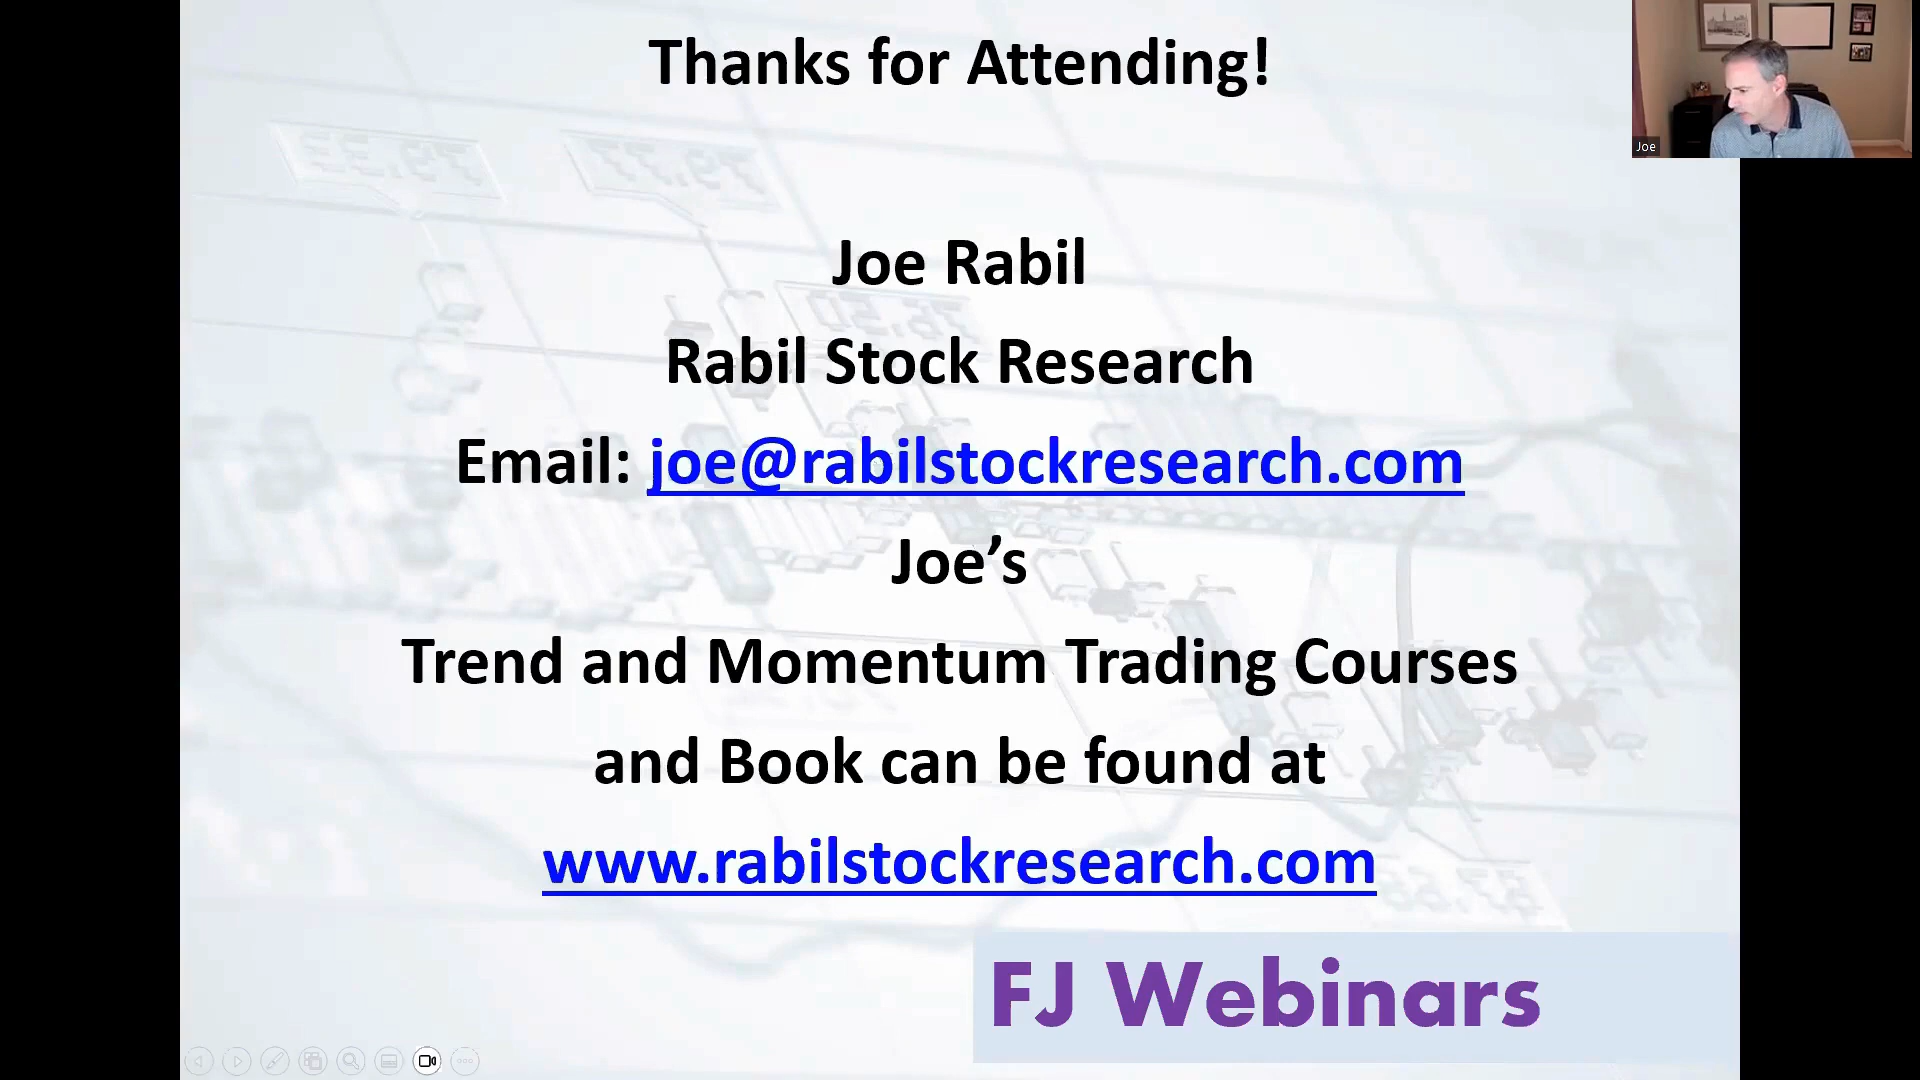 Thanks for Attending!
Joe
Joe Rabil
Rabil Stock Research
Email: joe@rabilstockresearch.com
Joe’s
Trend and Momentum Trading Courses
and Book can be found at
www.rabilstockresearch.com
FJ Webinars